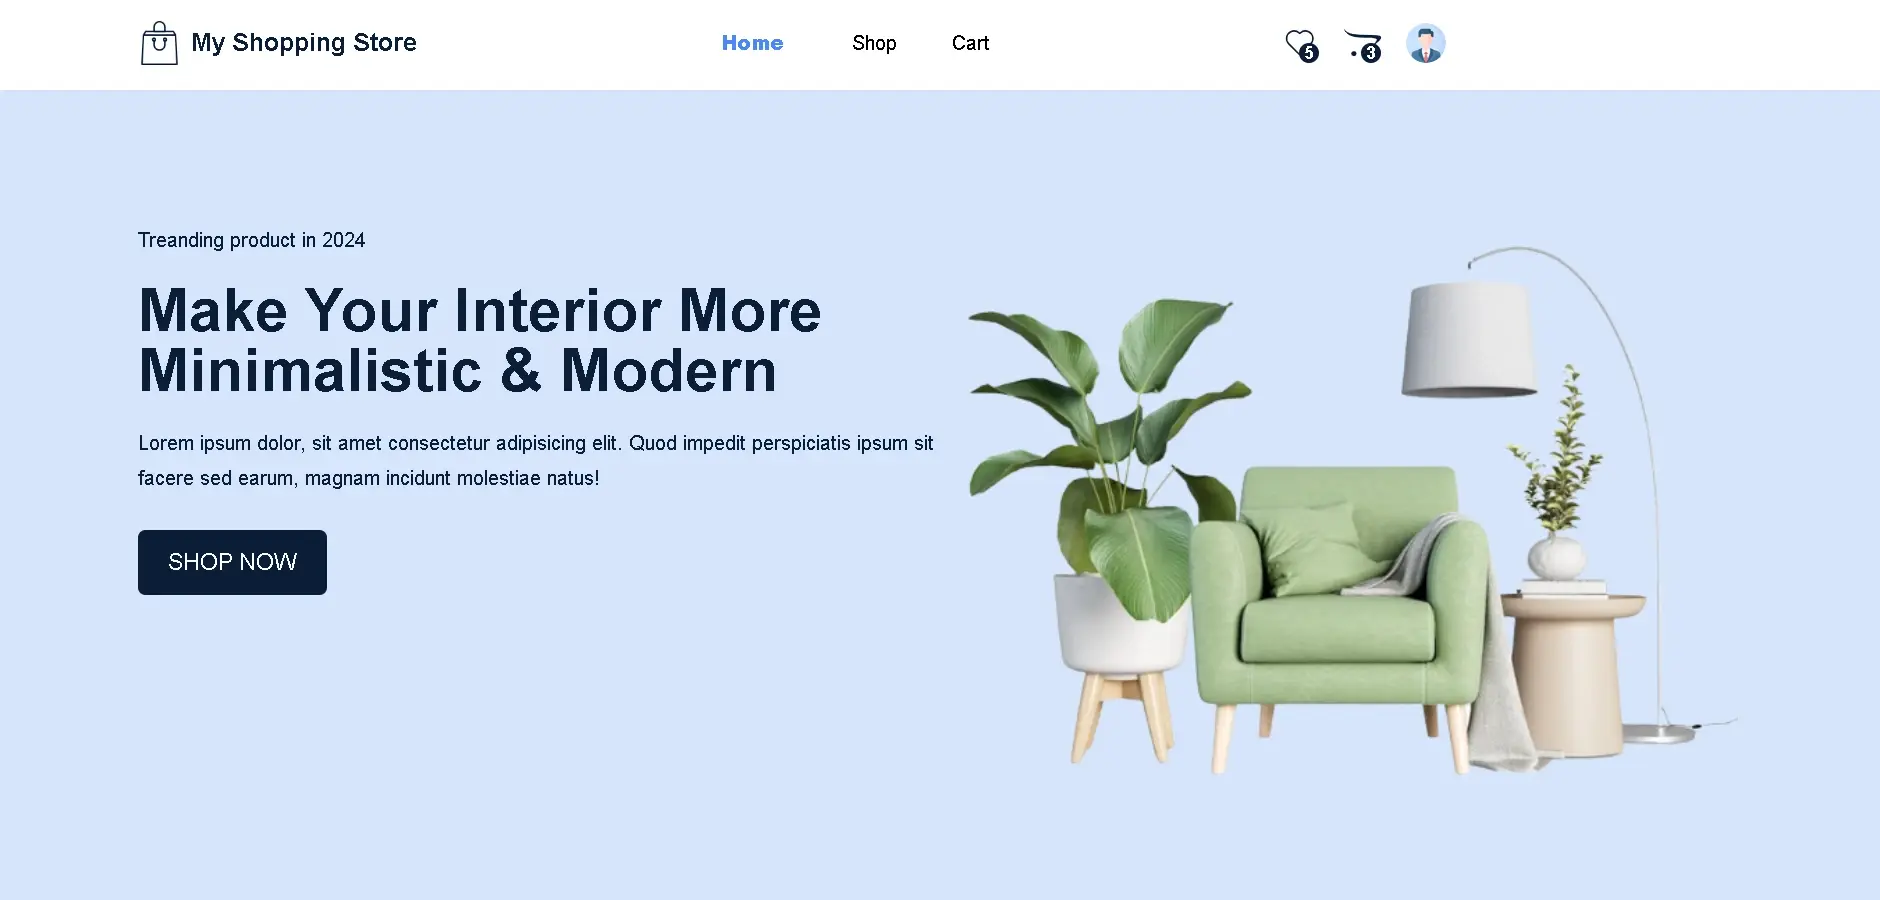 My Shopping Store
Home
Shop
Cart
5
3
Treanding product in 2024
Make Your Interior More
Minimalistic & Modern
Lorem ipsum dolor, sit amet consectetur adipisicing elit. Quod impedit perspiciatis ipsum sit
facere sed earum, magnam incidunt molestiae natus!
SHOP NOW